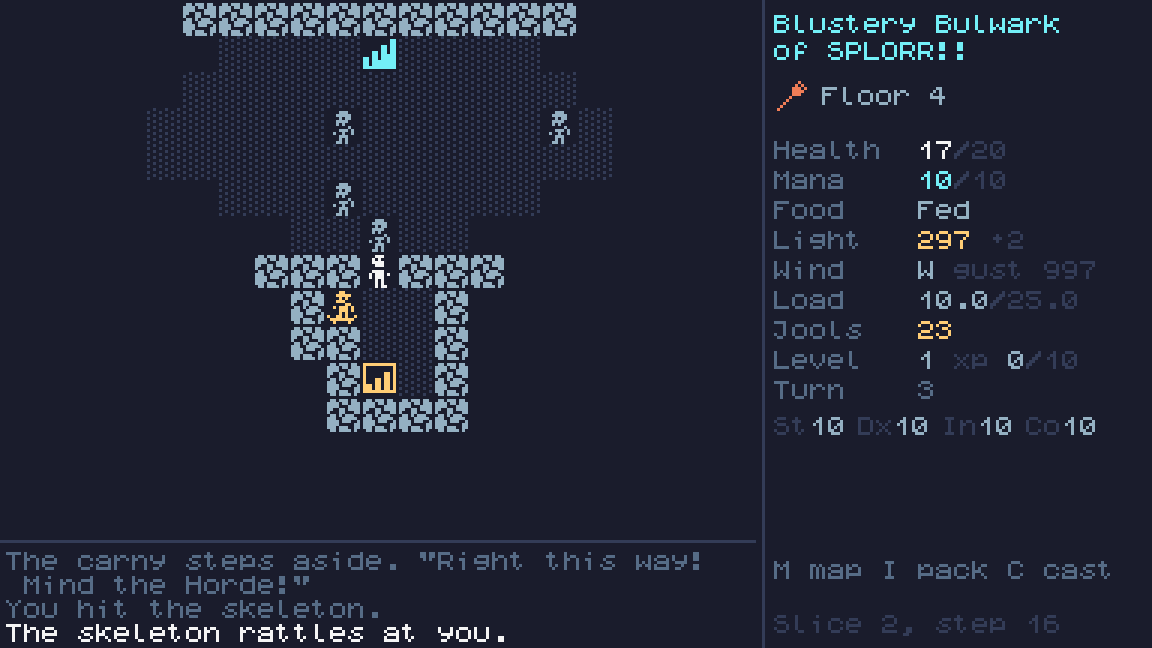 Blustery Bulwark
of SPLORR!!
Floor 4
Health 17/20
Mana 10/10
Food Fed
Light 297 +2
Wind W gust 997
Load 10.0/25.0
Jools 23
Level 1 xp 0/10
Turn 3
St10 Dx10 In10 Co10
M map I pack C cast
Slice 2, step 16
The carny steps aside. "Right this way!
Mind the Horde!"
You hit the skeleton.
The skeleton rattles at you.